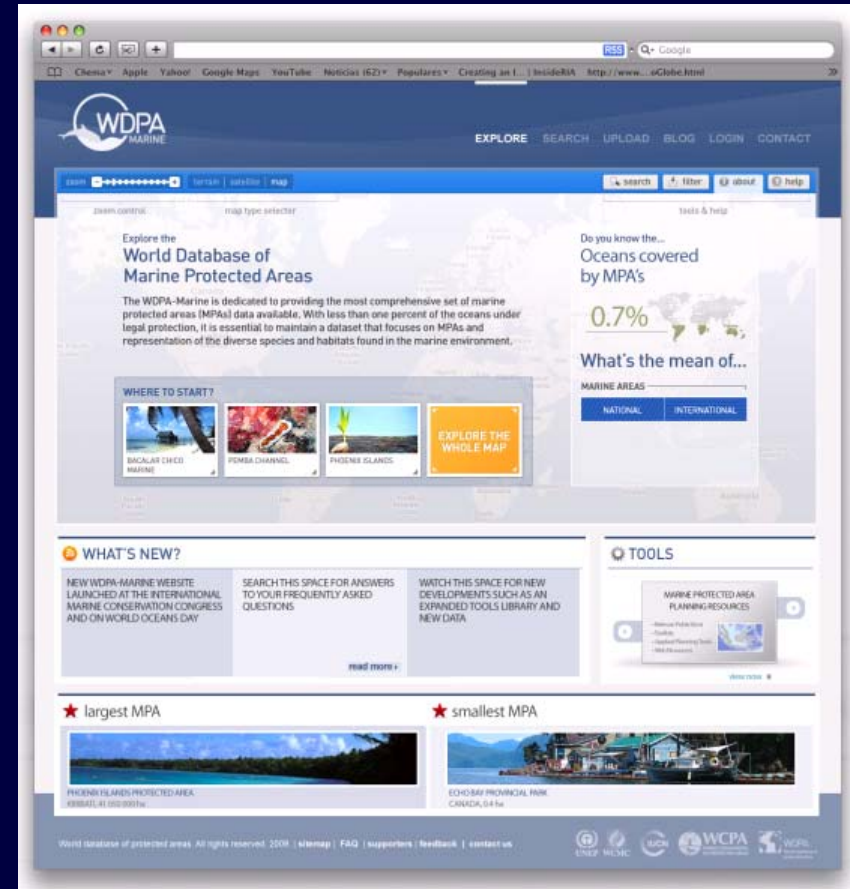 RSS
Google
Chema Apple Yahoo! Google Maps YouTube Noticias (62) Populares Creating an I... | InsideRIA http://www...oGlobe.html
WDPA
MARINE
EXPLORE SEARCH UPLOAD BLOG LOGIN CONTACT
zoom terrain | satellite | map search filter about help
zoom control map type selector tools & help
Explore the
World Database of
Marine Protected Areas
The WDPA-Marine is dedicated to providing the most comprehensive set of marine
protected areas (MPAs) data available. With less than one percent of the oceans under
legal protection, it is essential to maintain a dataset that focuses on MPAs and
representation of the diverse species and habitats found in the marine environment.
Do you know the...
Oceans covered
by MPA's
0.7%
What's the mean of...
MARINE AREAS
NATIONAL INTERNATIONAL
WHERE TO START?
BACALAR CHICO
MARINE
PEMBA CHANNEL
PHOENIX ISLANDS
EXPLORE THE
WHOLE MAP
WHAT'S NEW?
NEW WDPA-MARINE WEBSITE
LAUNCHED AT THE INTERNATIONAL
MARINE CONSERVATION CONGRESS
AND ON WORLD OCEANS DAY
SEARCH THIS SPACE FOR ANSWERS
TO YOUR FREQUENTLY ASKED
QUESTIONS
read more
WATCH THIS SPACE FOR NEW
DEVELOPMENTS SUCH AS AN
EXPANDED TOOLS LIBRARY AND
NEW DATA
TOOLS
MARINE PROTECTED AREA
PLANNING RESOURCES
view now
largest MPA
PHOENIX ISLANDS PROTECTED AREA
smallest MPA
ECHO BAY PROVINCIAL PARK
CANADA, 0.4 ha
World database of protected areas. All rights reserved. | sitemap | FAQ | supporters | feedback | contact us
UNEP WCMC
IUCN
WCPA